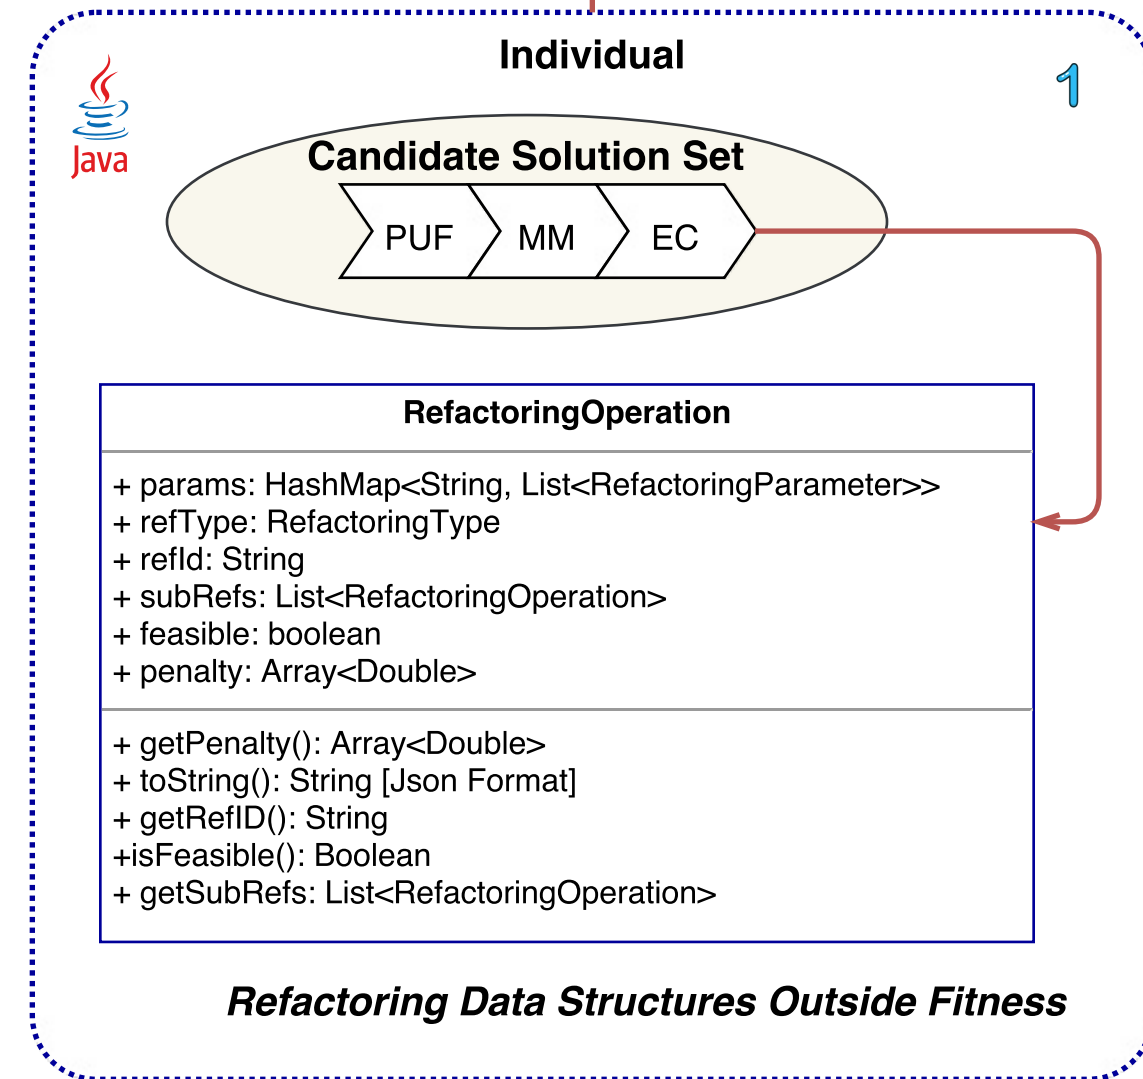 Individual
1
Java
Candidate Solution Set
PUF MM EC
RefactoringOperation
+ params: HashMap<String, List<RefactoringParameter>>
+ refType: RefactoringType
+ refId: String
+ subRefs: List<RefactoringOperation>
+ feasible: boolean
+ penalty: Array<Double>
+ getPenalty(): Array<Double>
+ toString(): String [Json Format]
+ getRefID(): String
+isFeasible(): Boolean
+ getSubRefs: List<RefactoringOperation>
Refactoring Data Structures Outside Fitness